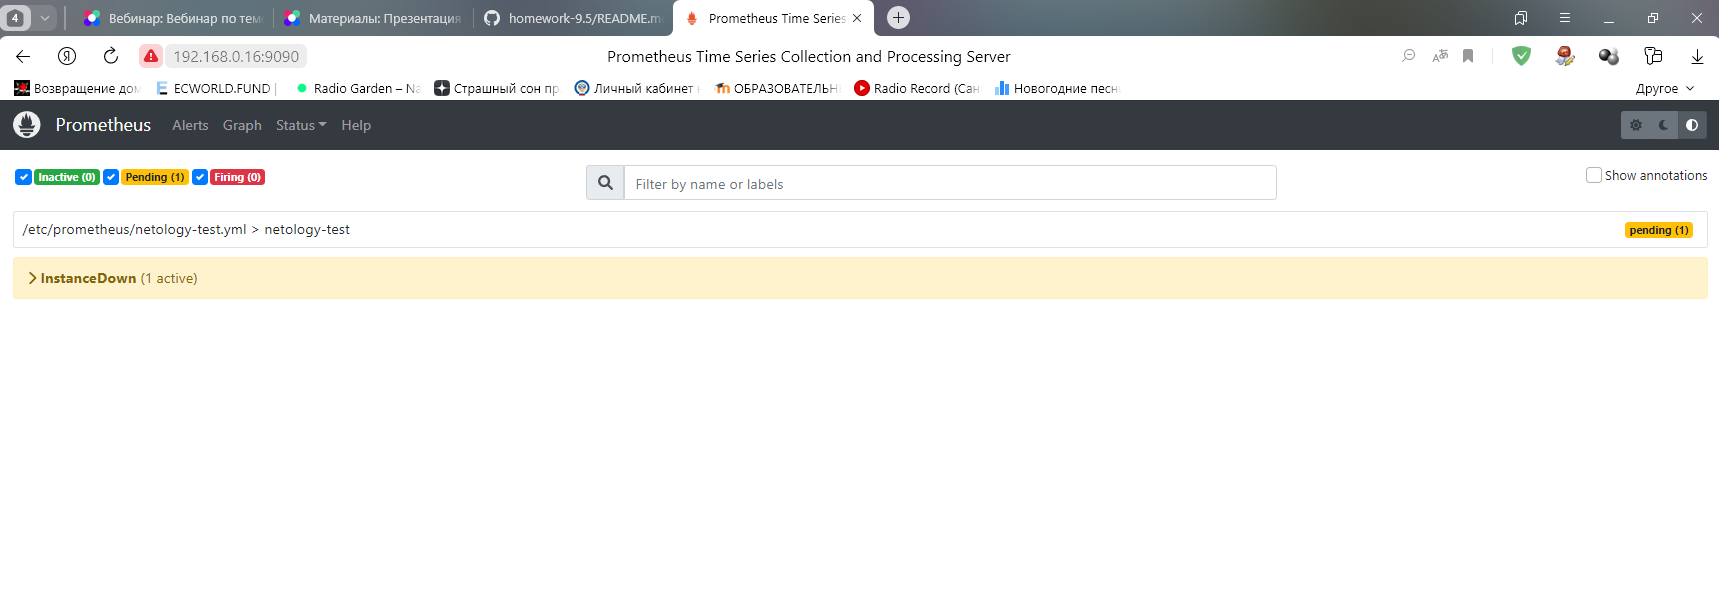 4 Вебинар: Вебинар по тем Материалы: Презентация homework-9.5/README.m Prometheus Time Series
Я 192.168.0.16:9090 Prometheus Time Series Collection and Processing Server
Возвращение дом ECWORLD.FUND | Radio Garden – Na Страшный сон пр Личный кабинет ОБРАЗОВАТЕЛЬН Radio Record (Сан Новогодние песн Другое
Prometheus Alerts Graph Status Help
Inactive (0) Pending (1) Firing (0) Filter by name or labels Show annotations
/etc/prometheus/netology-test.yml > netology-test pending (1)
InstanceDown (1 active)